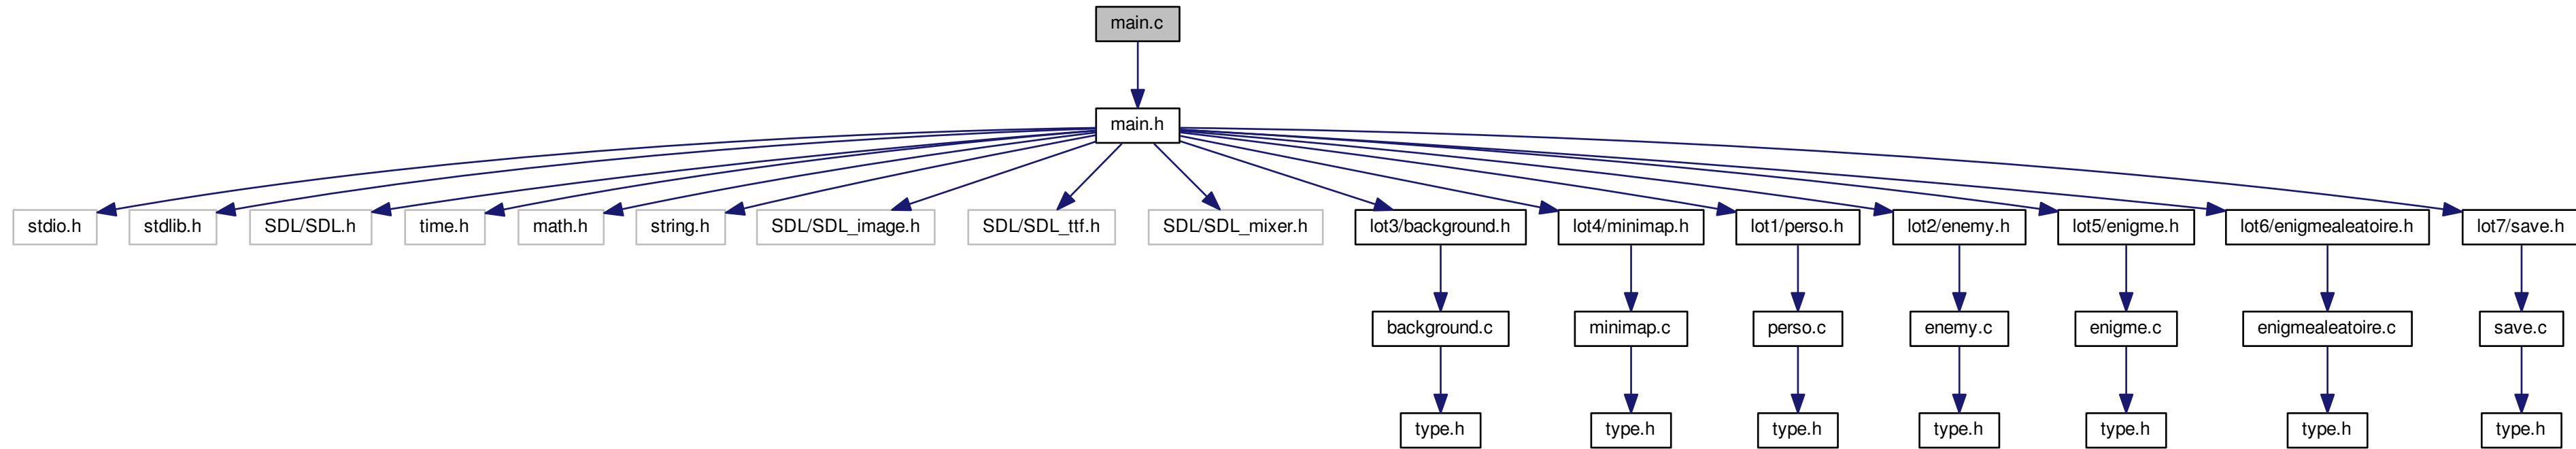 main.c
main.h
stdio.h
stdlib.h
SDL/SDL.h
time.h
math.h
string.h
SDL/SDL_image.h
SDL/SDL_ttf.h
SDL/SDL_mixer.h
lot3/background.h
lot4/minimap.h
lot1/perso.h
lot2/enemy.h
lot5/enigme.h
lot6/enigmealeatoire.h
lot7/save.h
background.c
minimap.c
perso.c
enemy.c
enigme.c
enigmealeatoire.c
save.c
type.h
type.h
type.h
type.h
type.h
type.h
type.h